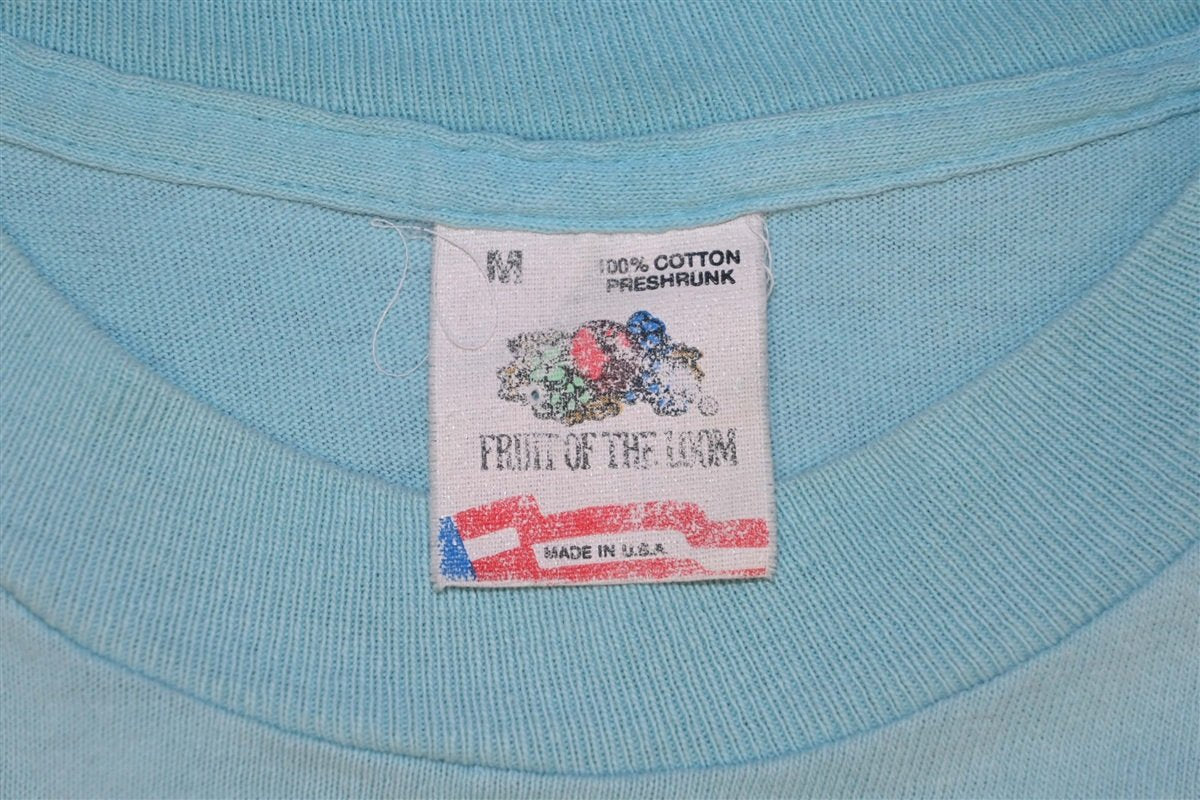 M
100% COTTON
PRESHRUNK
FRUIT OF THE LOOM
MADE IN U.S.A.